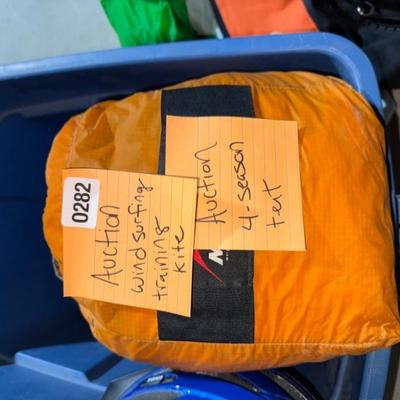 0282
Auction
windsurfing
training
kite
Auction
4-season
tent